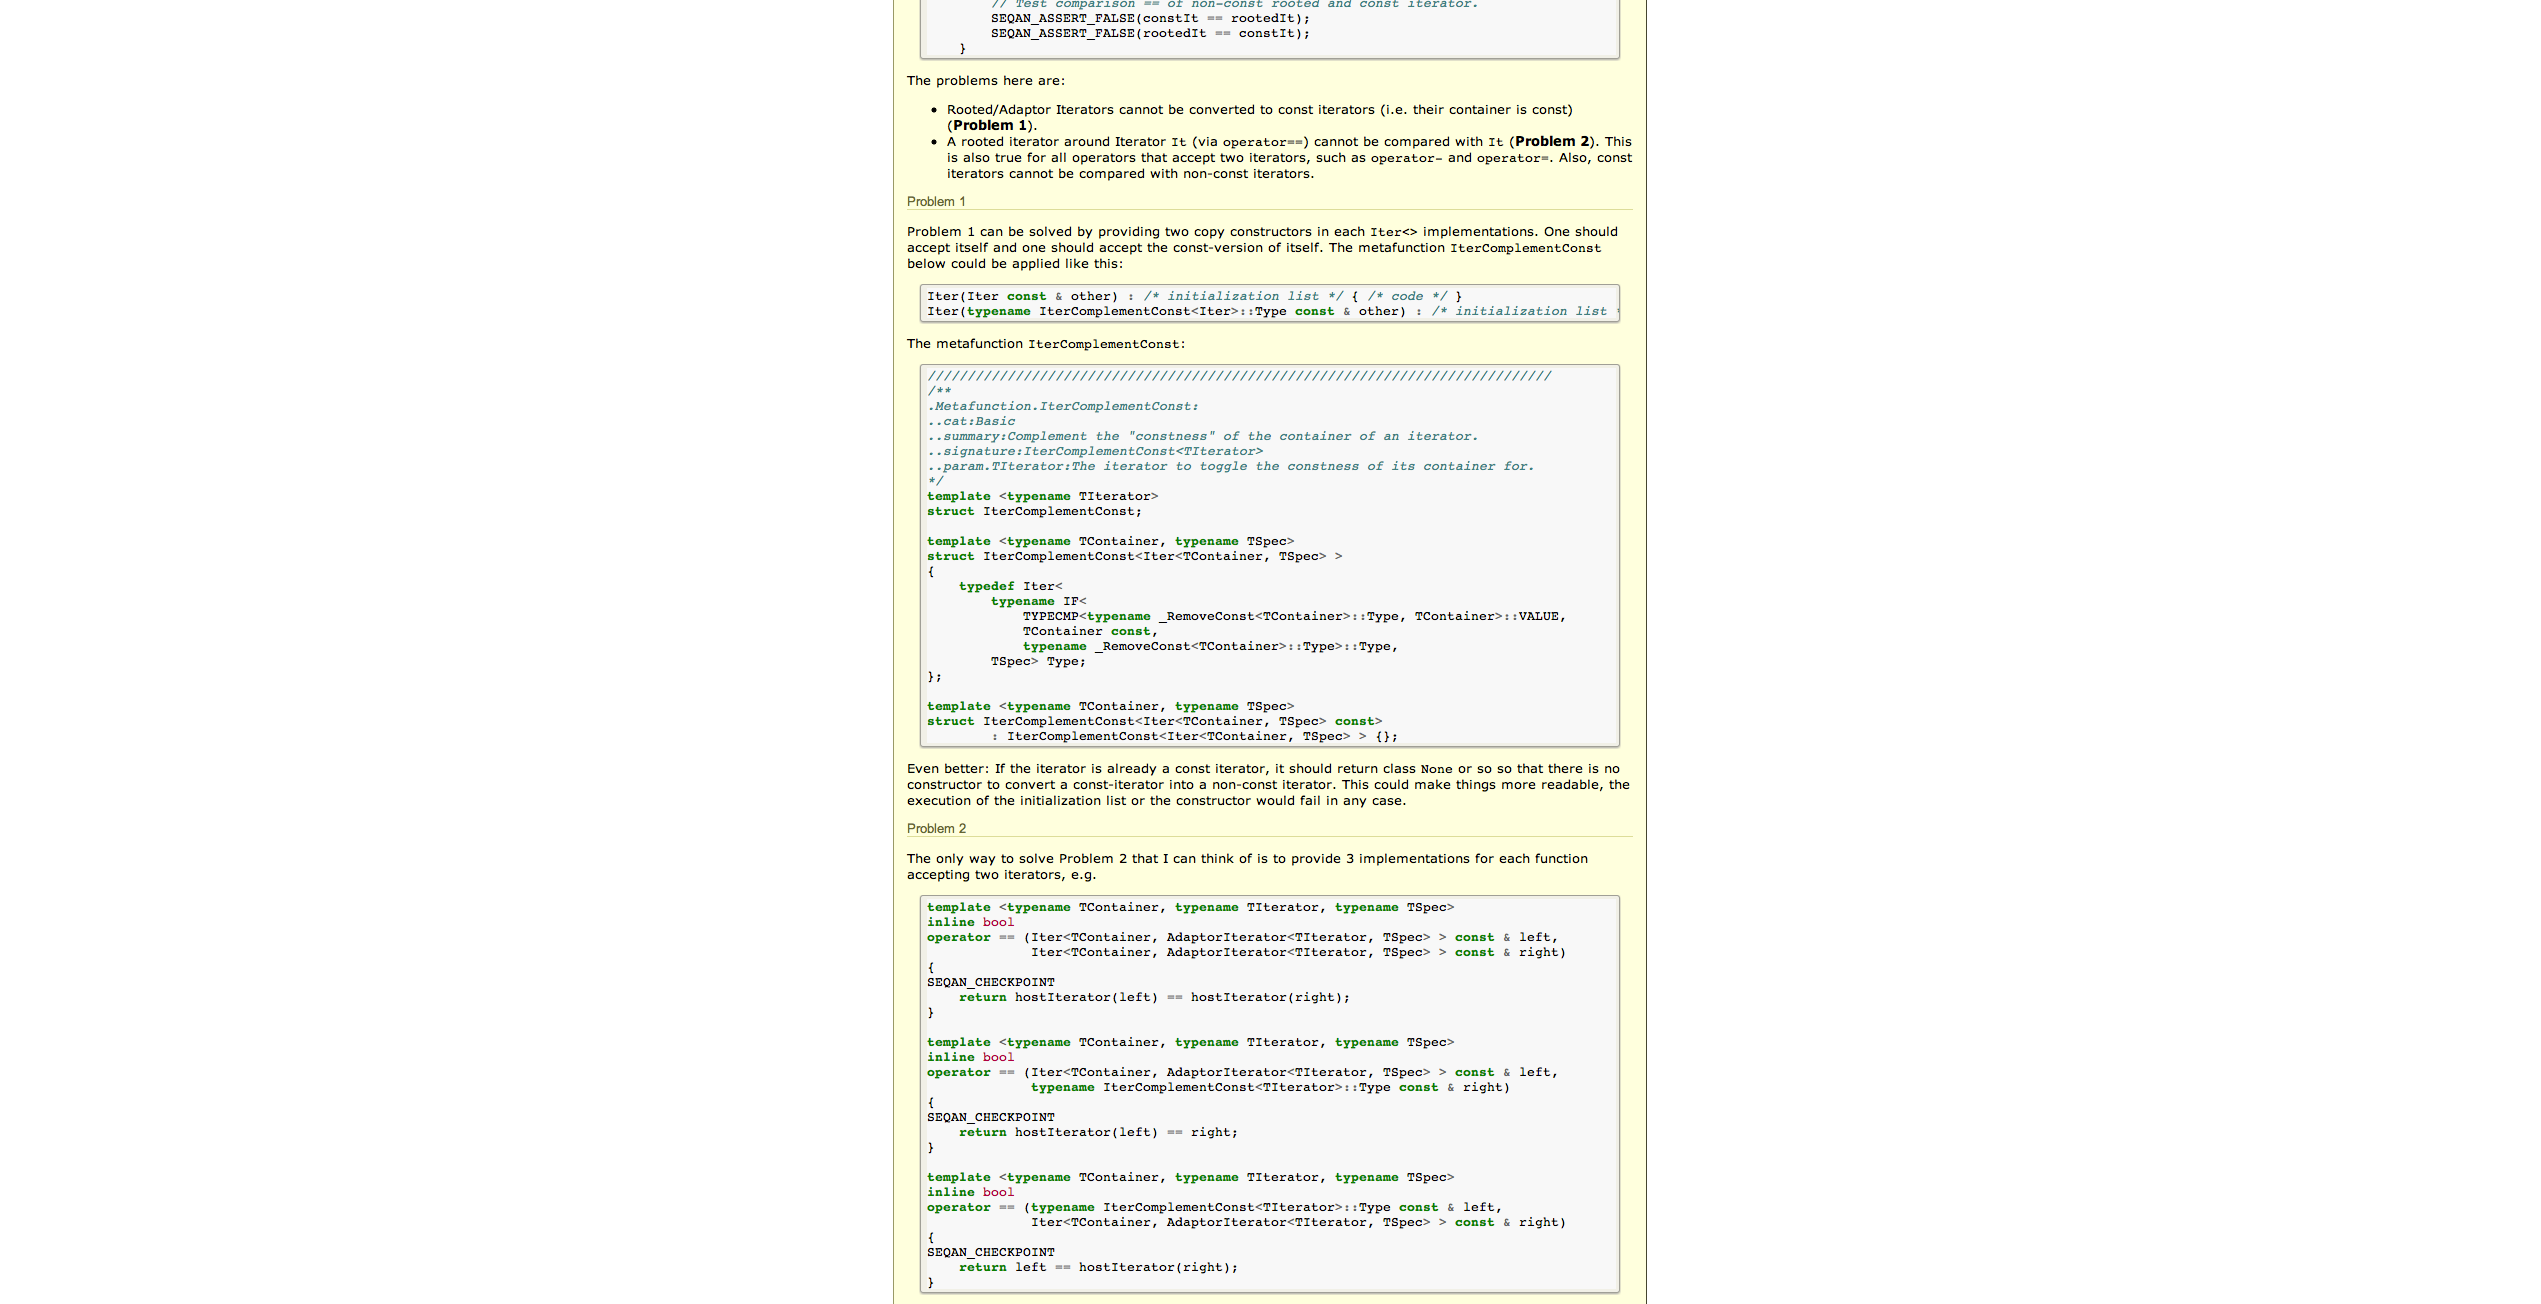 // Test comparison == of non-const rooted and const iterator.
SEQAN_ASSERT_FALSE(constIt == rootedIt);
SEQAN_ASSERT_FALSE(rootedIt == constIt);
}
The problems here are:
• Rooted/Adaptor Iterators cannot be converted to const iterators (i.e. their container is const)
(Problem 1).
• A rooted iterator around Iterator It (via operator==) cannot be compared with It (Problem 2). This
is also true for all operators that accept two iterators, such as operator- and operator=. Also, const
iterators cannot be compared with non-const iterators.
Problem 1
Problem 1 can be solved by providing two copy constructors in each Iter<> implementations. One should
accept itself and one should accept the const-version of itself. The metafunction IterComplementConst
below could be applied like this:
Iter(Iter const & other) : /* initialization list */ { /* code */ }
Iter(typename IterComplementConst<Iter>::Type const & other) : /* initialization list
The metafunction IterComplementConst:
//////////////////////////////////////////////////////////////////////////////
/**
.Metafunction.IterComplementConst:
..cat:Basic
..summary:Complement the "constness" of the container of an iterator.
..signature:IterComplementConst<TIterator>
..param.TIterator:The iterator to toggle the constness of its container for.
*/
template <typename TIterator>
struct IterComplementConst;
template <typename TContainer, typename TSpec>
struct IterComplementConst<Iter<TContainer, TSpec> >
{
typedef Iter<
typename IF<
TYPECMP<typename _RemoveConst<TContainer>::Type, TContainer>::VALUE,
TContainer const,
typename _RemoveConst<TContainer>::Type>::Type,
TSpec> Type;
};
template <typename TContainer, typename TSpec>
struct IterComplementConst<Iter<TContainer, TSpec> const>
: IterComplementConst<Iter<TContainer, TSpec> > {};
Even better: If the iterator is already a const iterator, it should return class None or so so that there is no
constructor to convert a const-iterator into a non-const iterator. This could make things more readable, the
execution of the initialization list or the constructor would fail in any case.
Problem 2
The only way to solve Problem 2 that I can think of is to provide 3 implementations for each function
accepting two iterators, e.g.
template <typename TContainer, typename TIterator, typename TSpec>
inline bool
operator == (Iter<TContainer, AdaptorIterator<TIterator, TSpec> > const & left,
Iter<TContainer, AdaptorIterator<TIterator, TSpec> > const & right)
{
SEQAN_CHECKPOINT
return hostIterator(left) == hostIterator(right);
}
template <typename TContainer, typename TIterator, typename TSpec>
inline bool
operator == (Iter<TContainer, AdaptorIterator<TIterator, TSpec> > const & left,
typename IterComplementConst<TIterator>::Type const & right)
{
SEQAN_CHECKPOINT
return hostIterator(left) == right;
}
template <typename TContainer, typename TIterator, typename TSpec>
inline bool
operator == (typename IterComplementConst<TIterator>::Type const & left,
Iter<TContainer, AdaptorIterator<TIterator, TSpec> > const & right)
{
SEQAN_CHECKPOINT
return left == hostIterator(right);
}